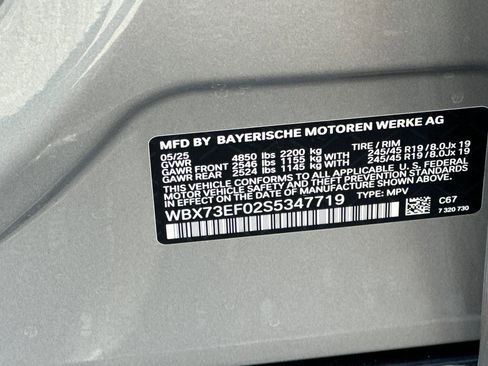 MFD BY BAYERISCHE MOTOREN WERKE AG
05/25 TIRE / RIM
GVWR 4850 lbs 2200 kg
GAWR FRONT 2546 lbs 1155 kg WITH 245/45 R19 / 8.0Jx 19
GAWR REAR 2524 lbs 1145 kg WITH 245/45 R19 / 8.0Jx 19
THIS VEHICLE CONFORMS TO ALL APPLICABLE U. S. FEDERAL
MOTOR VEHICLE SAFETY, BUMPER, AND THEFT PREVENTION
STANDARDS IN EFFECT ON THE DATE OF MANUFACTURE SHOWN ABOVE.
WBX73EF02S5347719 TYPE: MPV
C67
7 320 730